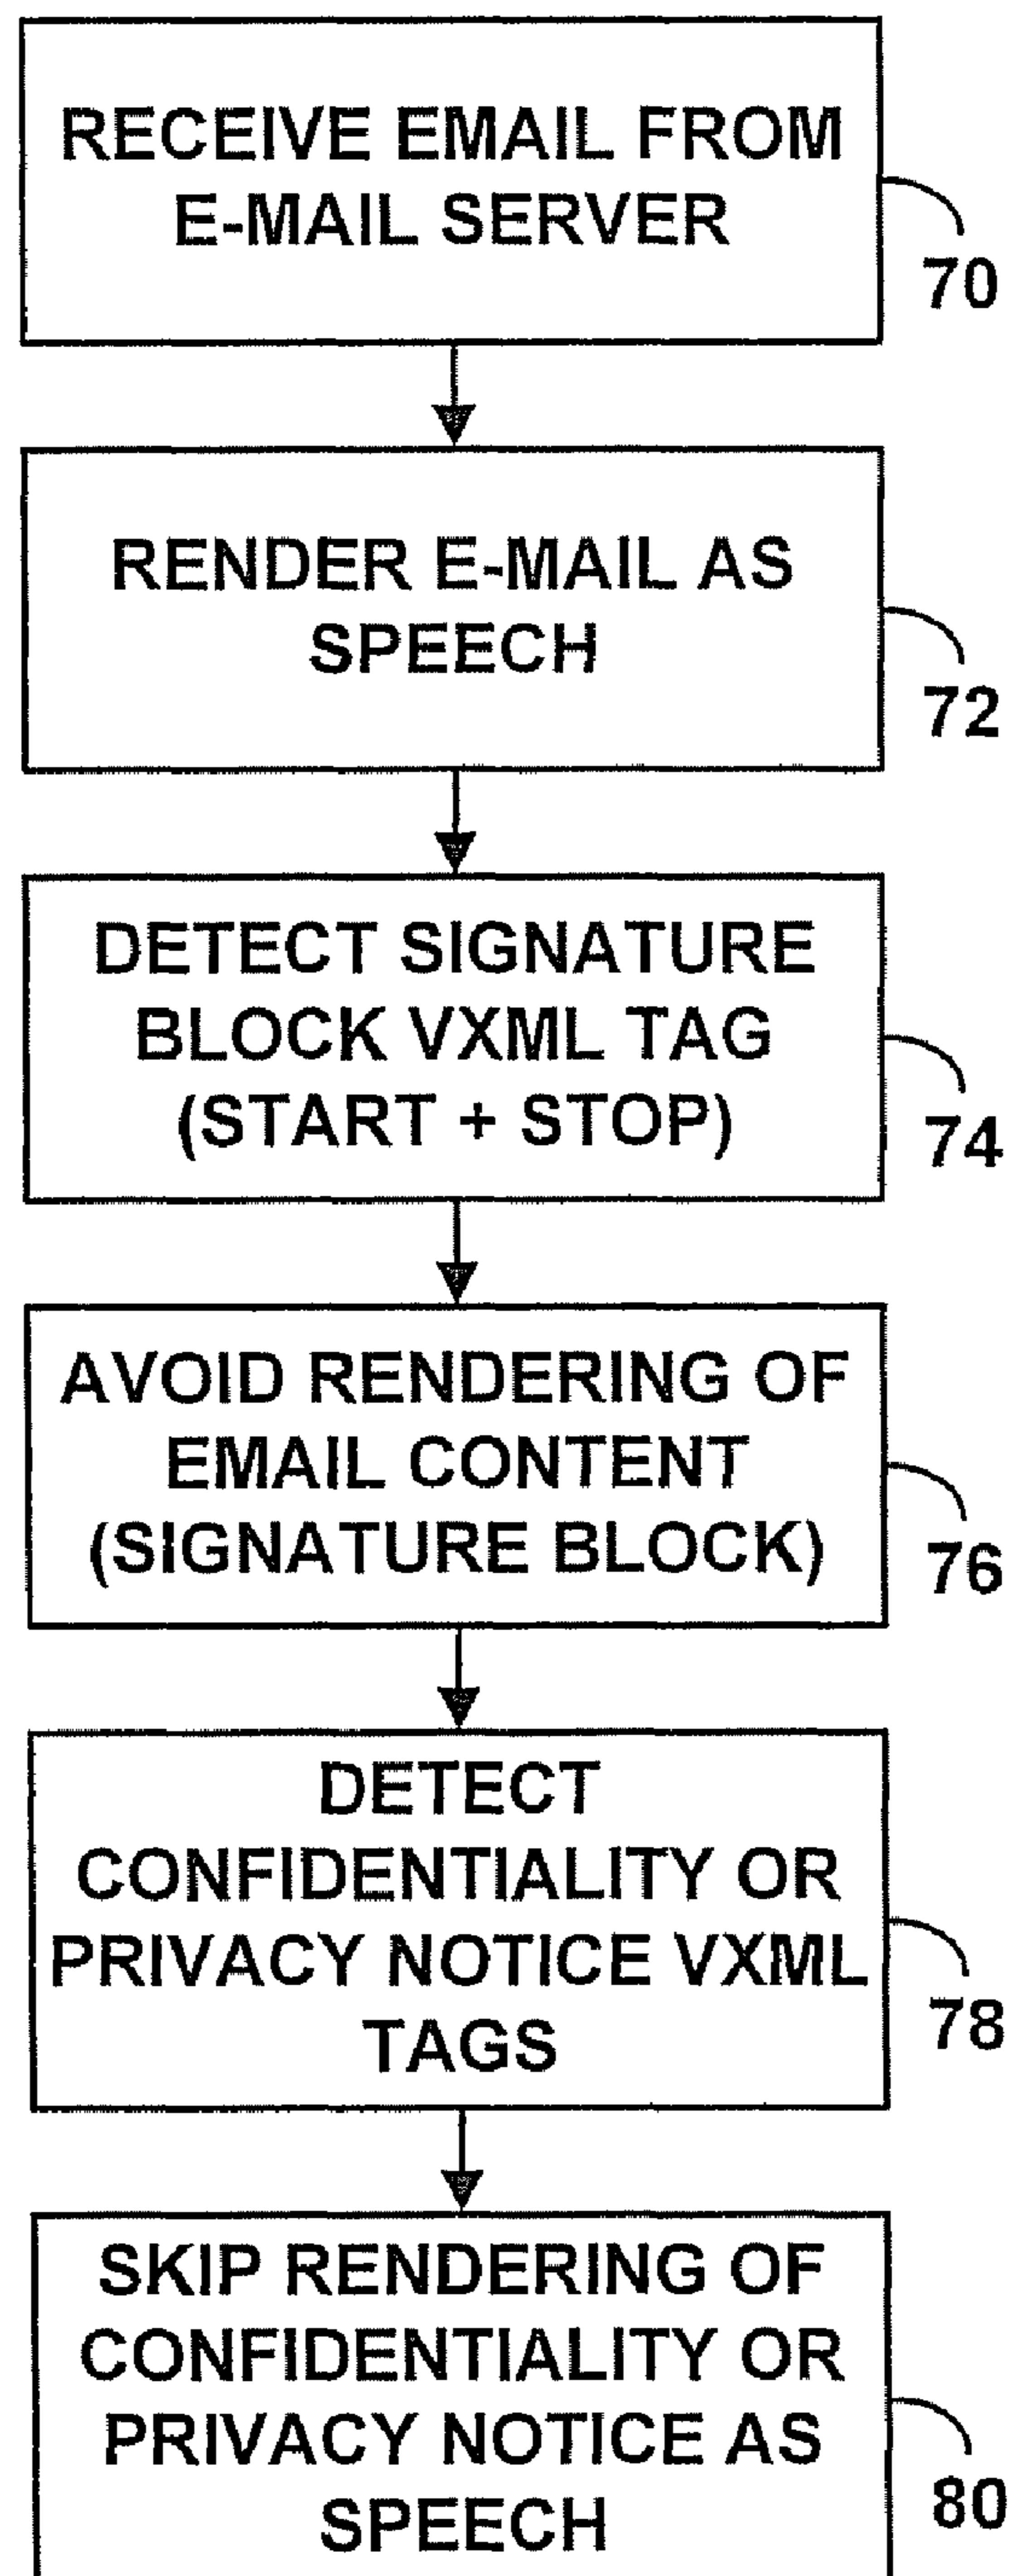 RECEIVE EMAIL FROM
E-MAIL SERVER
70
RENDER E-MAIL AS
SPEECH
72
DETECT SIGNATURE
BLOCK VXML TAG
(START + STOP)
74
AVOID RENDERING OF
EMAIL CONTENT
(SIGNATURE BLOCK)
76
DETECT
CONFIDENTIALITY OR
PRIVACY NOTICE VXML
TAGS
78
SKIP RENDERING OF
CONFIDENTIALITY OR
PRIVACY NOTICE AS
SPEECH
80